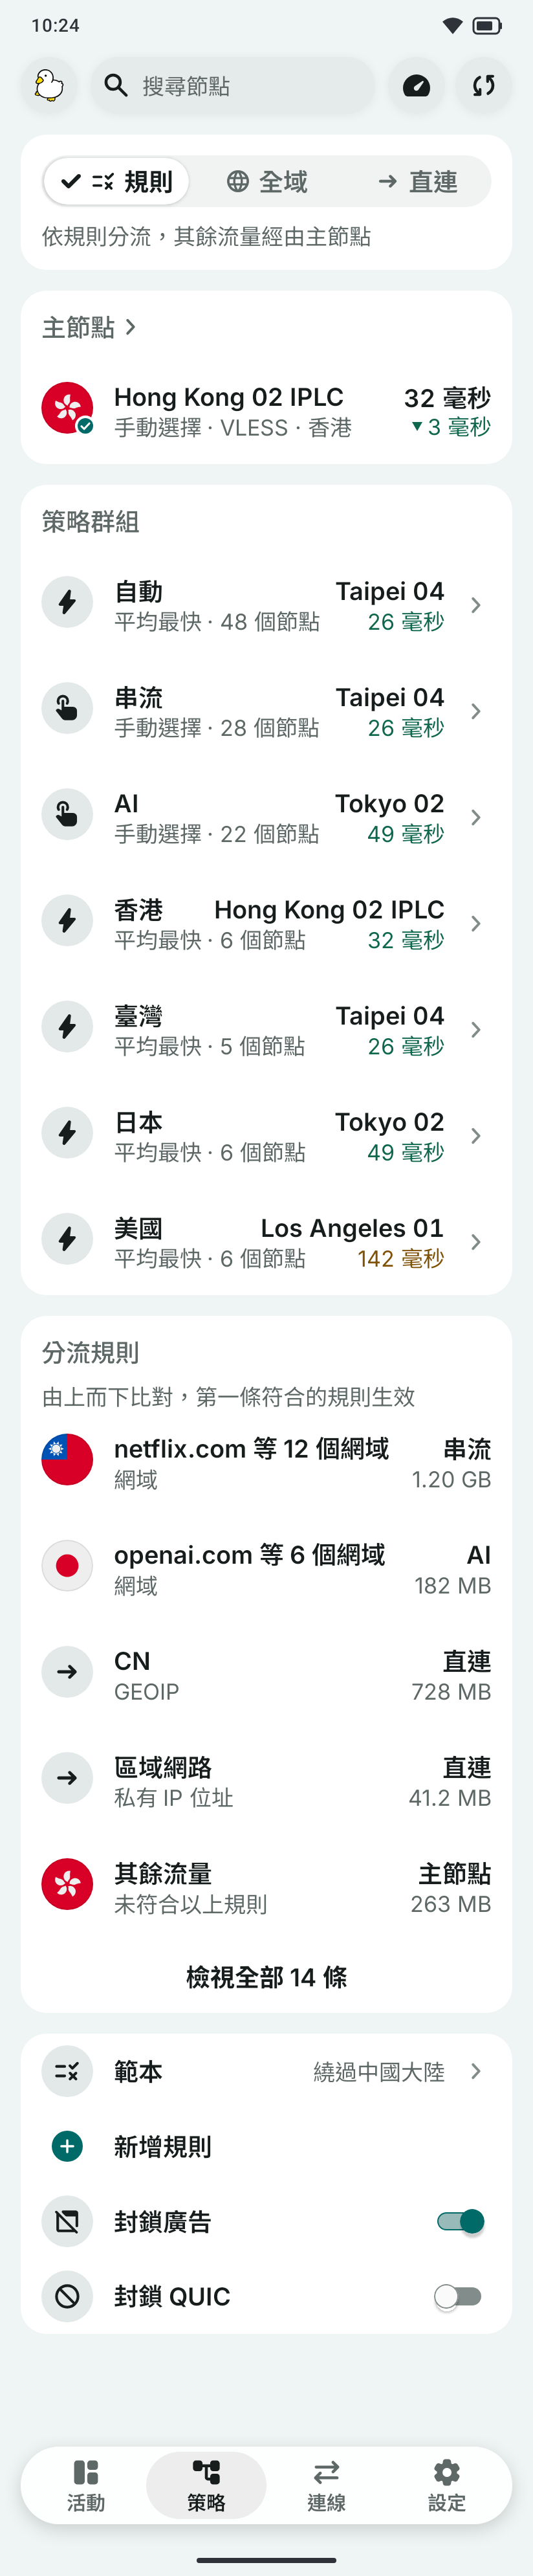 10:24
搜尋節點
規則
全域
直連
依規則分流，其餘流量經由主節點
主節點
Hong Kong 02 IPLC
32 毫秒
手動選擇 · VLESS · 香港
▼3 毫秒
策略群組
自動
Taipei 04
平均最快 · 48 個節點
26 毫秒
串流
Taipei 04
手動選擇 · 28 個節點
26 毫秒
AI
Tokyo 02
手動選擇 · 22 個節點
49 毫秒
香港
Hong Kong 02 IPLC
平均最快 · 6 個節點
32 毫秒
臺灣
Taipei 04
平均最快 · 5 個節點
26 毫秒
日本
Tokyo 02
平均最快 · 6 個節點
49 毫秒
美國
Los Angeles 01
平均最快 · 6 個節點
142 毫秒
分流規則
由上而下比對，第一條符合的規則生效
netflix.com 等 12 個網域
串流
網域
1.20 GB
openai.com 等 6 個網域
AI
網域
182 MB
CN
直連
GEOIP
728 MB
區域網路
直連
私有 IP 位址
41.2 MB
其餘流量
主節點
未符合以上規則
263 MB
檢視全部 14 條
範本
繞過中國大陸
新增規則
封鎖廣告
封鎖 QUIC
活動
策略
連線
設定